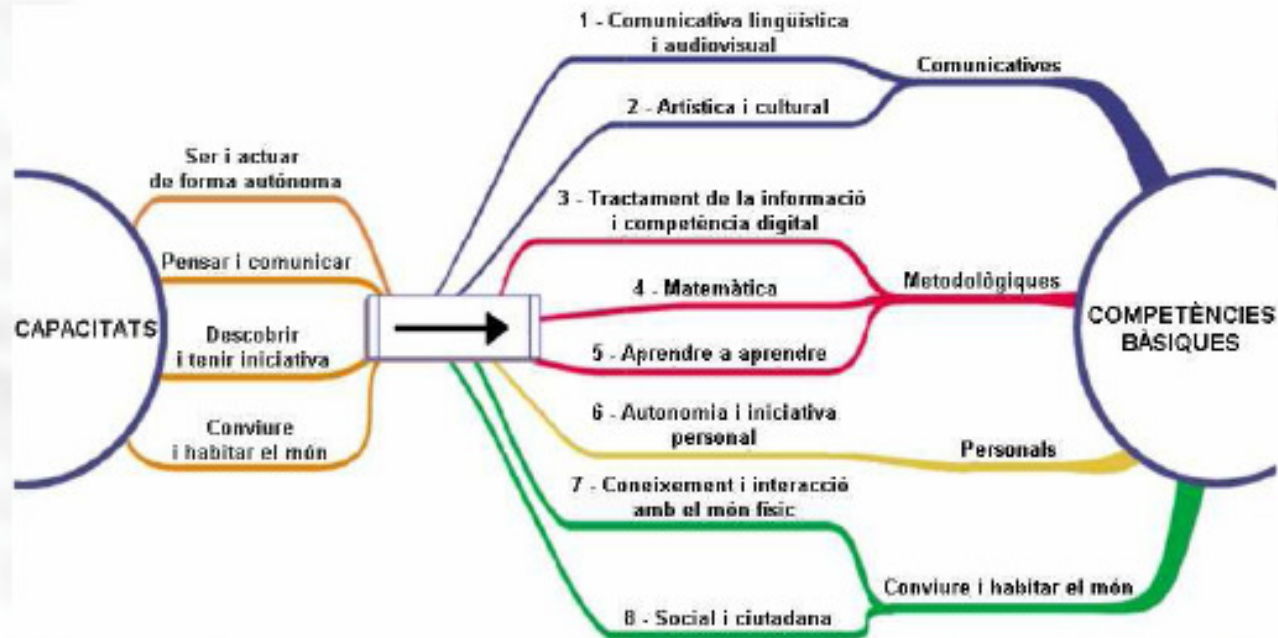 CAPACITATS
Ser i actuar
de forma autónoma
Pensar i comunicar
Descobrir
i tenir iniciativa
Conviure
i habitar el món
1 - Comunicativa lingüística
i audiovisual
2 - Artística i cultural
Comunicatives
3 - Tractament de la informació
i competència digital
4 - Matemàtica
5 - Aprendre a aprendre
Metodològiques
6 - Autonomia i iniciativa
personal
Personals
7 - Coneixement i interacció
amb el món físic
8 - Social i ciutadana
Conviure i habitar el món
COMPETÈNCIES
BÀSIQUES